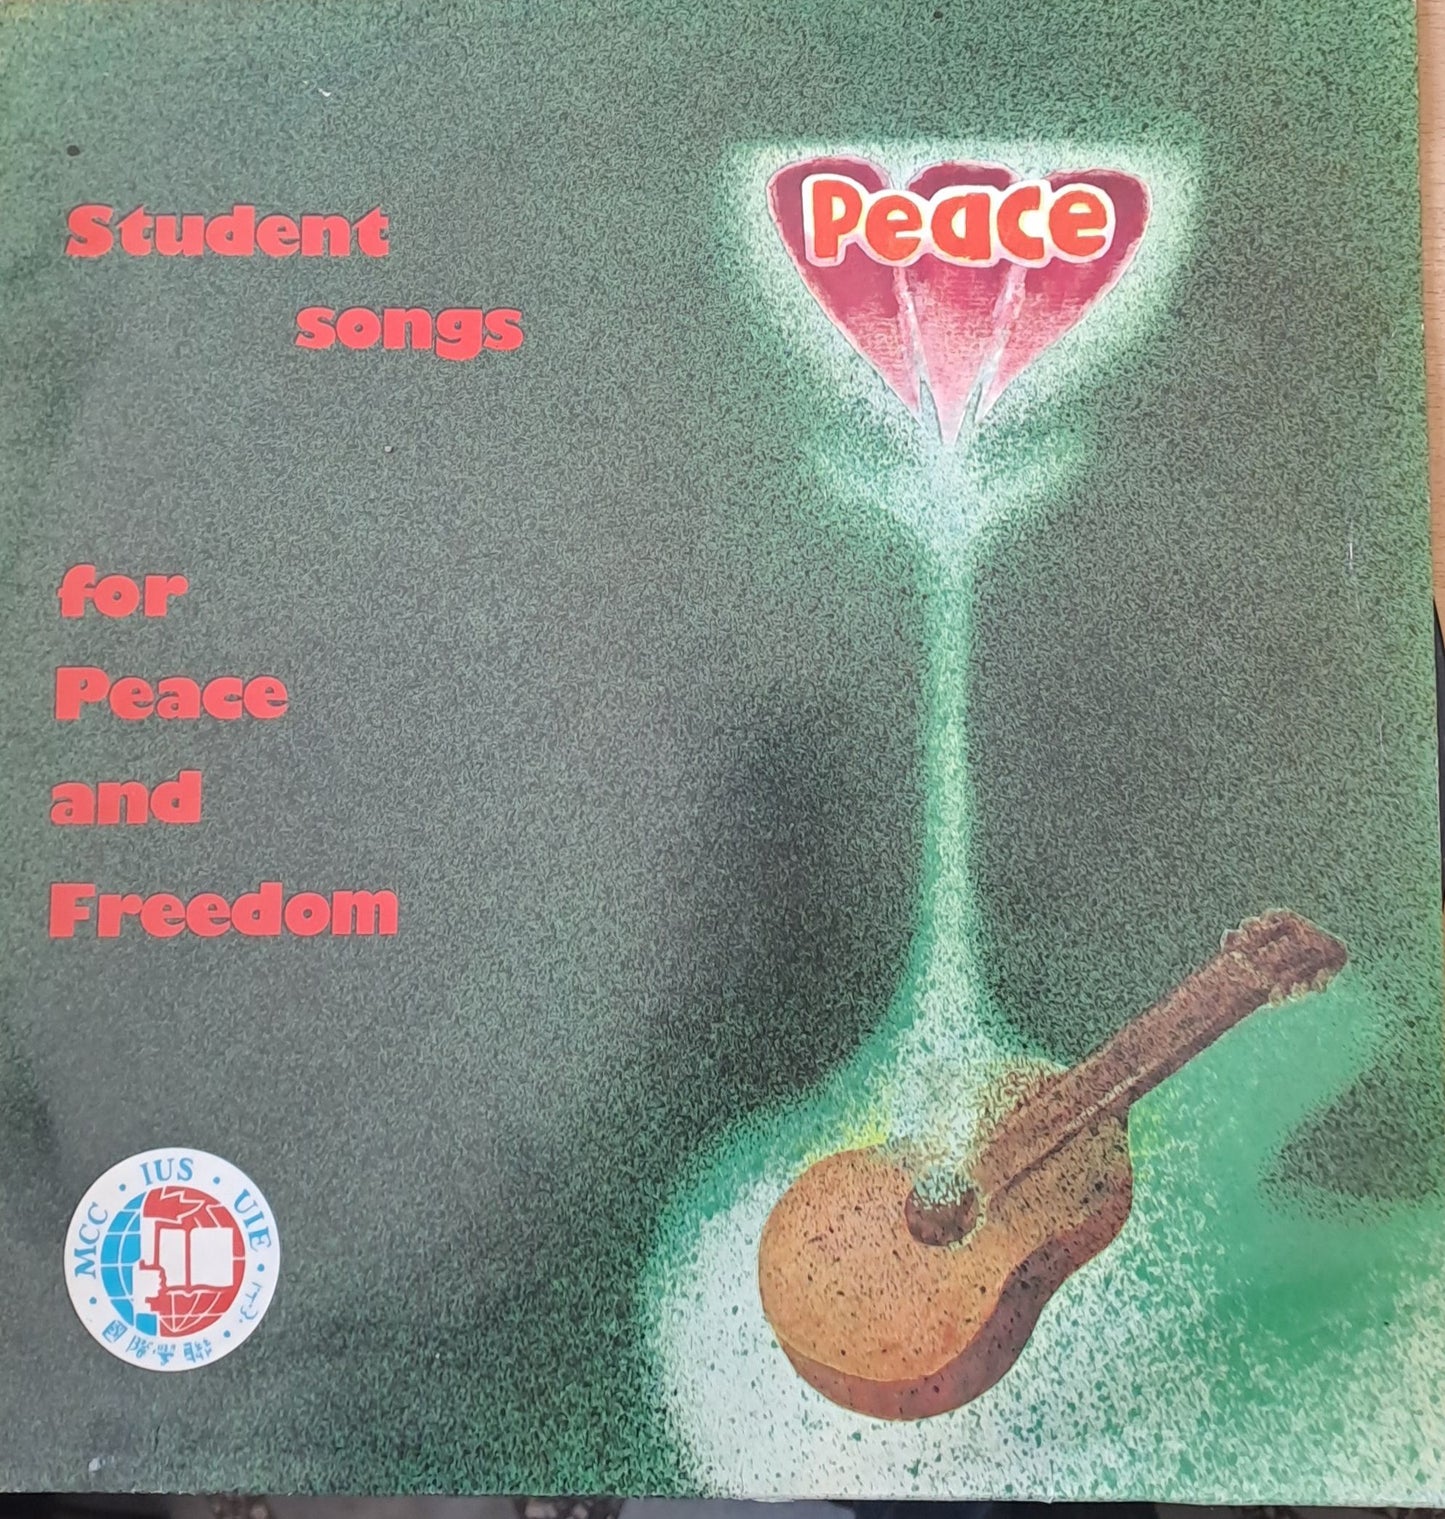 Student
songs
for
Peace
and
Freedom
Peace
MCC · IUS · UIE
國際學聯